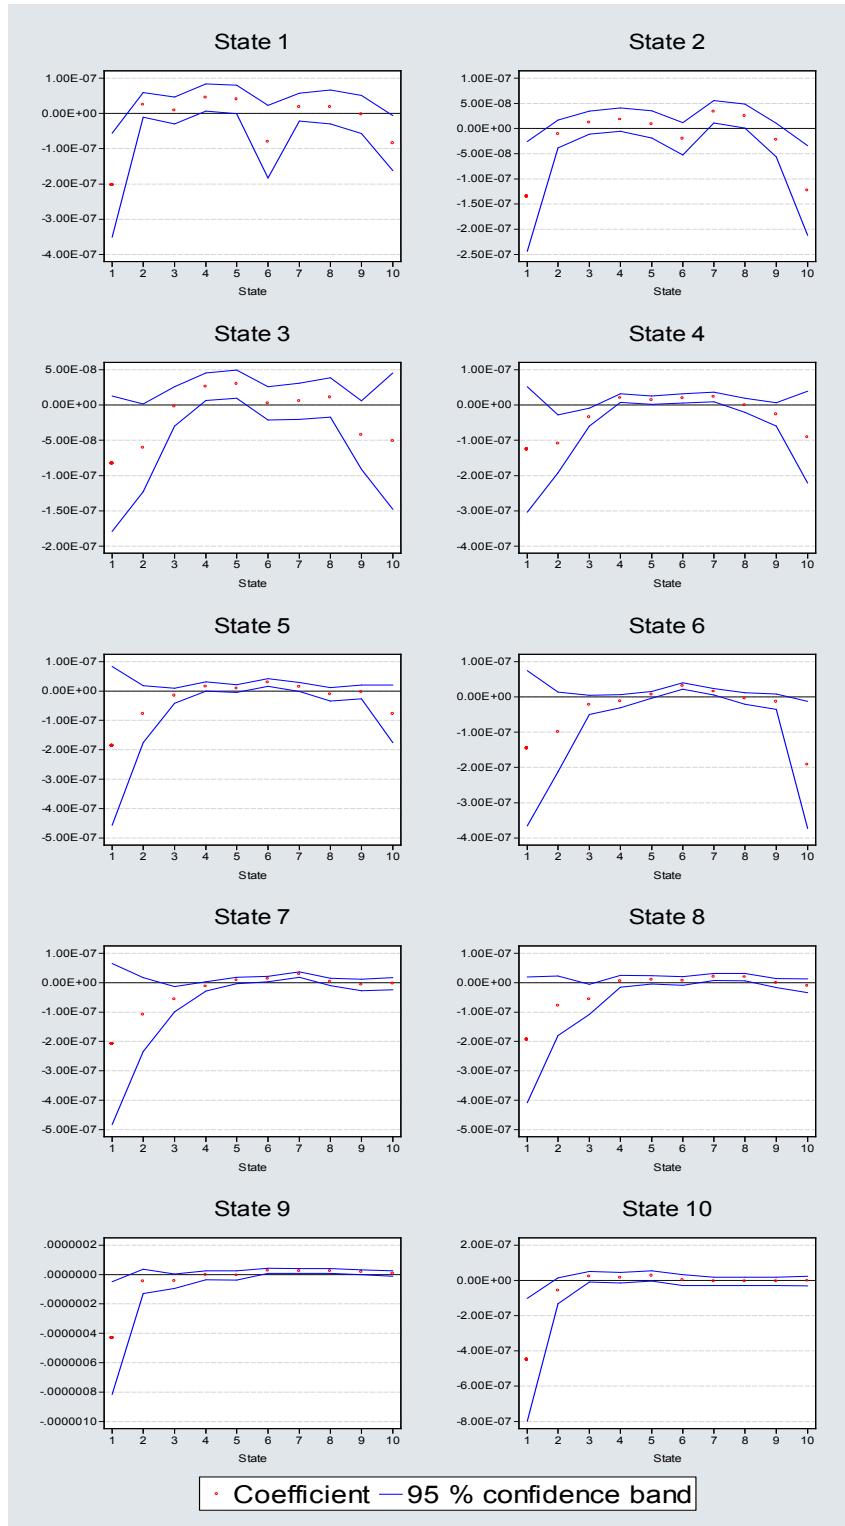 State 1
1.00E-07
0.00E+00
-1.00E-07
-2.00E-07
-3.00E-07
-4.00E-07
1 2 3 4 5 6 7 8 9 10
State
State 2
1.00E-07
5.00E-08
0.00E+00
-5.00E-08
-1.00E-07
-1.50E-07
-2.00E-07
-2.50E-07
1 2 3 4 5 6 7 8 9 10
State
State 3
5.00E-08
0.00E+00
-5.00E-08
-1.00E-07
-1.50E-07
-2.00E-07
1 2 3 4 5 6 7 8 9 10
State
State 4
1.00E-07
0.00E+00
-1.00E-07
-2.00E-07
-3.00E-07
-4.00E-07
1 2 3 4 5 6 7 8 9 10
State
State 5
1.00E-07
0.00E+00
-1.00E-07
-2.00E-07
-3.00E-07
-4.00E-07
-5.00E-07
1 2 3 4 5 6 7 8 9 10
State
State 6
1.00E-07
0.00E+00
-1.00E-07
-2.00E-07
-3.00E-07
-4.00E-07
1 2 3 4 5 6 7 8 9 10
State
State 7
1.00E-07
0.00E+00
-1.00E-07
-2.00E-07
-3.00E-07
-4.00E-07
-5.00E-07
1 2 3 4 5 6 7 8 9 10
State
State 8
1.00E-07
0.00E+00
-1.00E-07
-2.00E-07
-3.00E-07
-4.00E-07
-5.00E-07
1 2 3 4 5 6 7 8 9 10
State
State 9
.0000002
.0000000
-.0000002
-.0000004
-.0000006
-.0000008
-.0000010
1 2 3 4 5 6 7 8 9 10
State
State 10
2.00E-07
0.00E+00
-2.00E-07
-4.00E-07
-6.00E-07
-8.00E-07
1 2 3 4 5 6 7 8 9 10
State
Coefficient 95 % confidence band